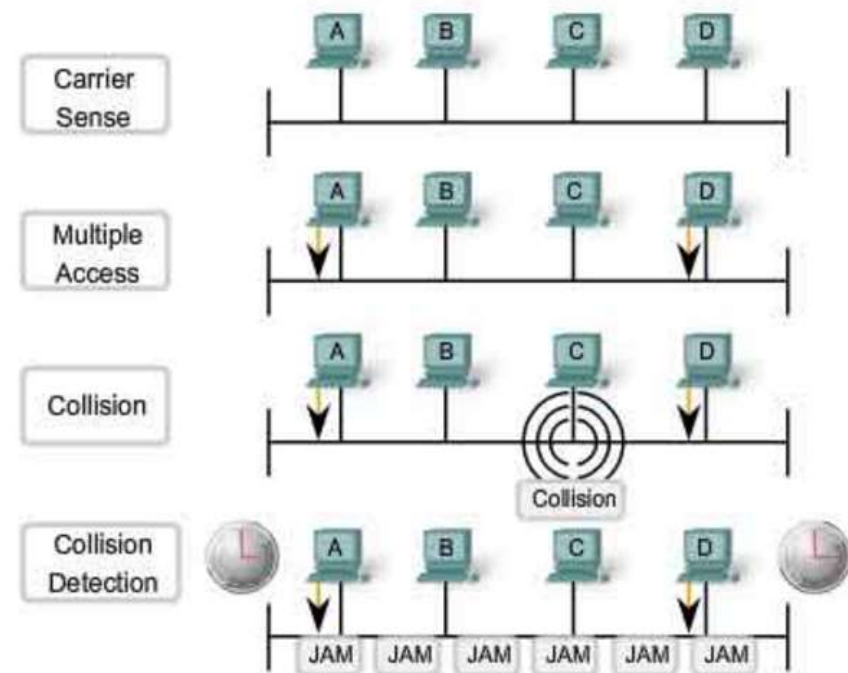 Carrier
Sense
A B C D
Multiple
Access
A B C D
Collision
A B C D
Collision
Collision
Detection
A B C D
JAM JAM JAM JAM JAM JAM